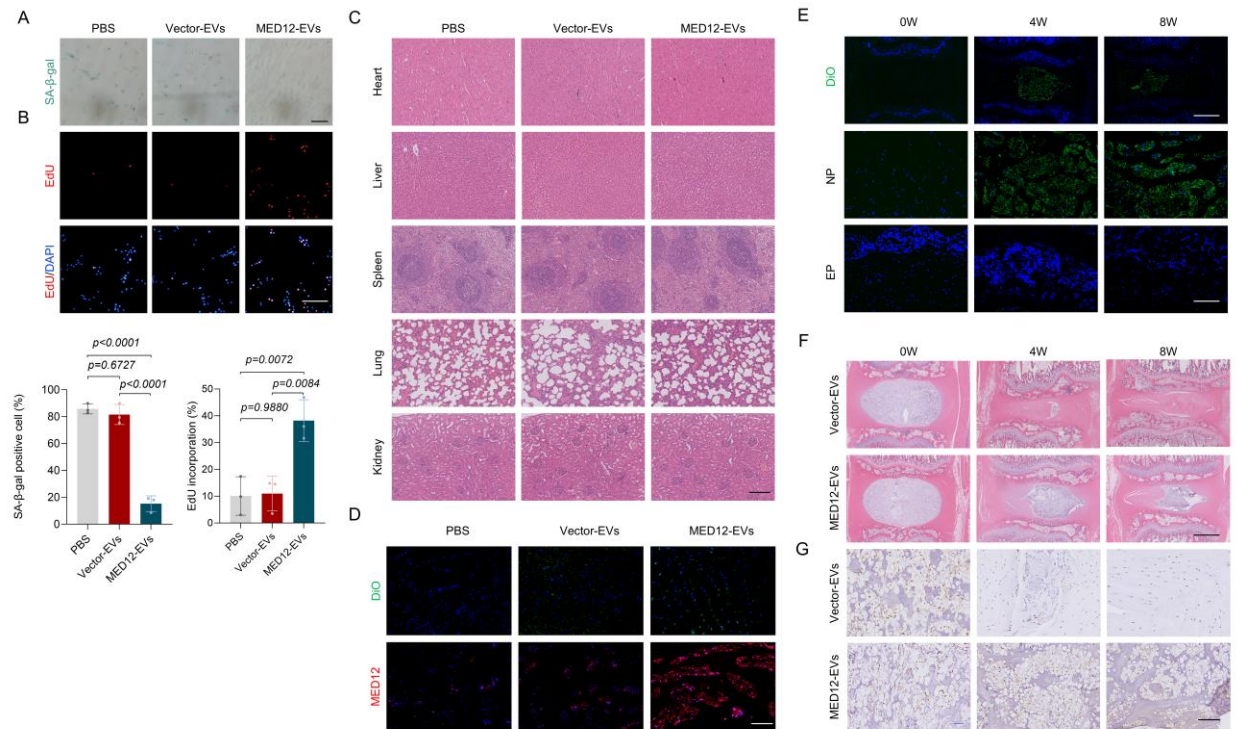 A
PBS Vector-EVs MED12-EVs
SA-β-gal
B
EdU
EdU/DAPI
p<0.0001
p=0.6727
p<0.0001
SA-β-gal positive cell (%)
100
80
60
40
20
0
PBS
Vector-EVs
MED12-EVs
p=0.0072
p=0.0084
p=0.9880
EdU incorporation (%)
50
40
30
20
10
0
PBS
Vector-EVs
MED12-EVs
C
PBS Vector-EVs MED12-EVs
Heart
Liver
Spleen
Lung
Kidney
D
PBS Vector-EVs MED12-EVs
DiO
MED12
E
0W 4W 8W
DiO
NP
EP
F
0W 4W 8W
Vector-EVs
MED12-EVs
G
Vector-EVs
MED12-EVs